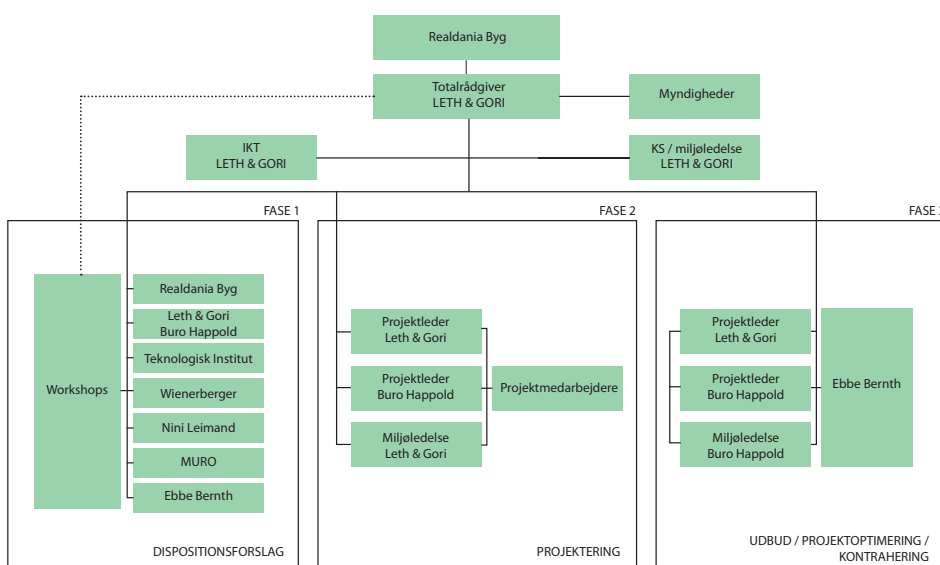 Realdania Byg
Totalrådgiver
LETH & GORI
Myndigheder
IKT
LETH & GORI
KS / miljøledelse
LETH & GORI
FASE 1
FASE 2
FASE 3
Workshops
Realdania Byg
Leth & Gori
Buro Happold
Teknologisk Institut
Wienerberger
Nini Leimand
MURO
Ebbe Bernth
DISPOSITIONSFORSLAG
Projektleder
Leth & Gori
Projektleder
Buro Happold
Miljøledelse
Leth & Gori
Projektmedarbejdere
PROJEKTERING
Projektleder
Leth & Gori
Projektleder
Buro Happold
Miljøledelse
Buro Happold
Ebbe Bernth
UDBUD / PROJEKTOPTIMERING /
KONTRAHERING